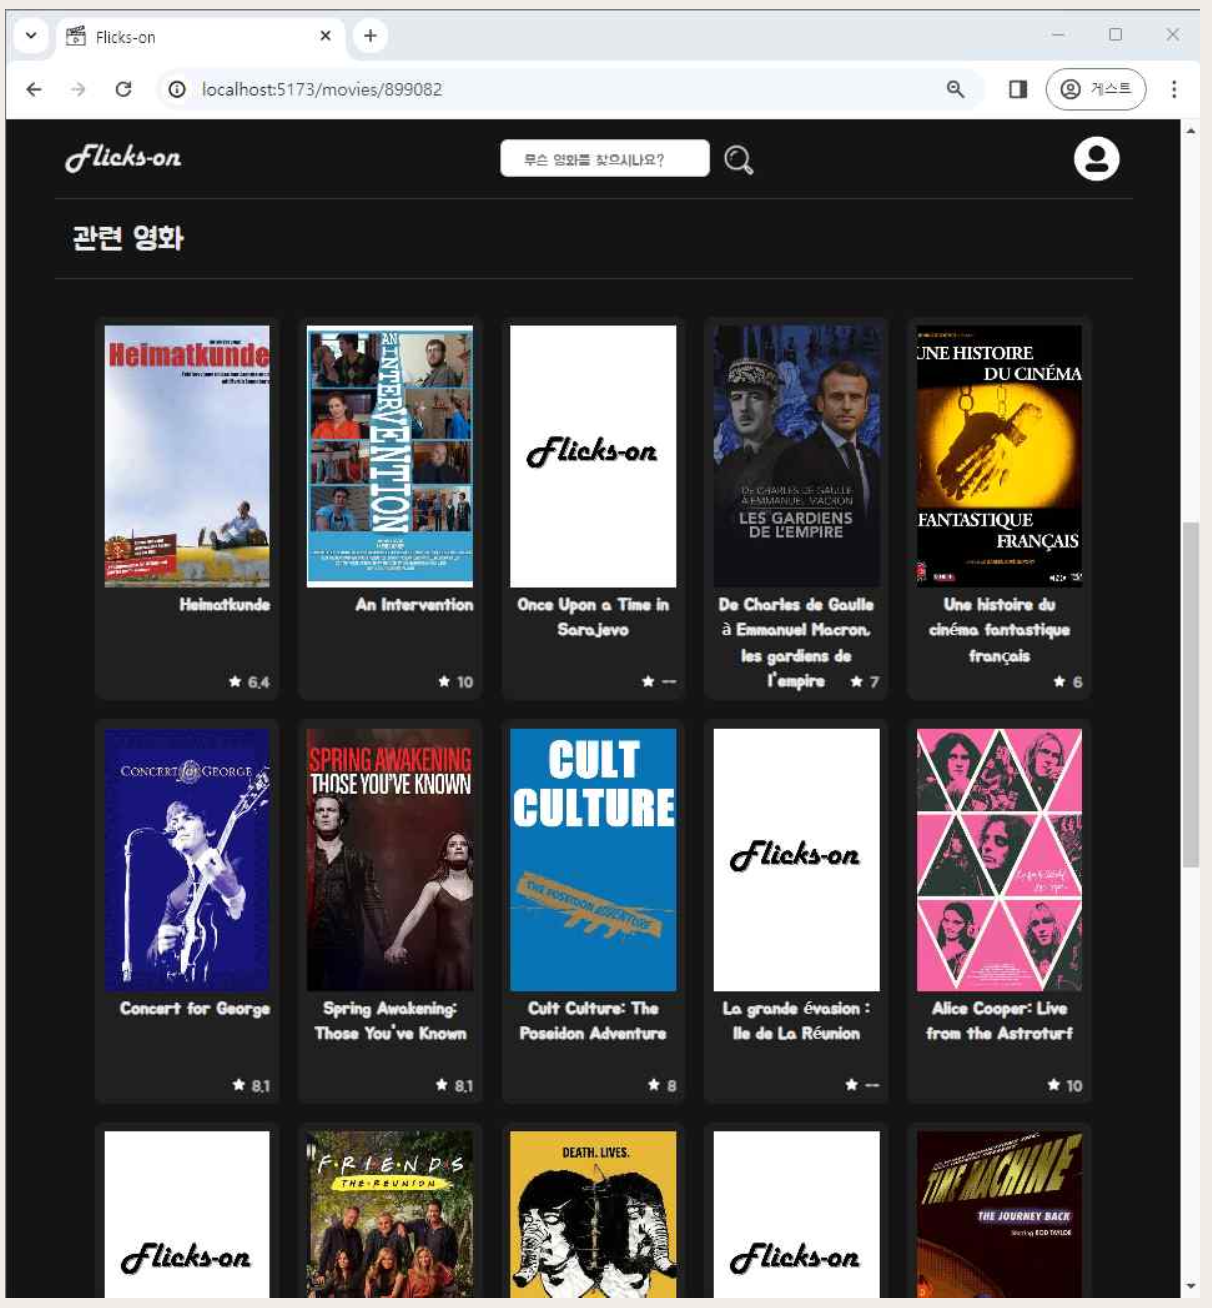 Flicks-on
localhost:5173/movies/899082
게스트
Flicks-on
무슨 영화를 찾으시나요?
관련 영화
Heimatkunde
AN INTERVENTION
Flicks-on
DE CHARLES DE GAULLE
À EMMANUEL MACRON
LES GARDIENS
DE L'EMPIRE
UNE HISTOIRE
DU CINÉMA
FANTASTIQUE
FRANÇAIS
Heimatkunde
An Intervention
Once Upon a Time in
Sarajevo
De Charles de Gaulle
à Emmanuel Macron,
les gardiens de
l'empire
Une histoire du
cinéma fantastique
français
6.4
10
--
7
6
CONCERT for GEORGE
SPRING AWAKENING
THOSE YOU'VE KNOWN
CULT
CULTURE
THE POSEIDON ADVENTURE
Flicks-on
Concert for George
Spring Awakening:
Those You've Known
Cult Culture: The
Poseidon Adventure
La grande évasion :
Ile de La Réunion
Alice Cooper: Live
from the Astroturf
8.1
8.1
8
--
10
Flicks-on
F·R·I·E·N·D·S
THE·REUNION
DEATH. LIVES.
Flicks-on
TIME MACHINE
THE JOURNEY BACK
Starring ROD TAYLOR